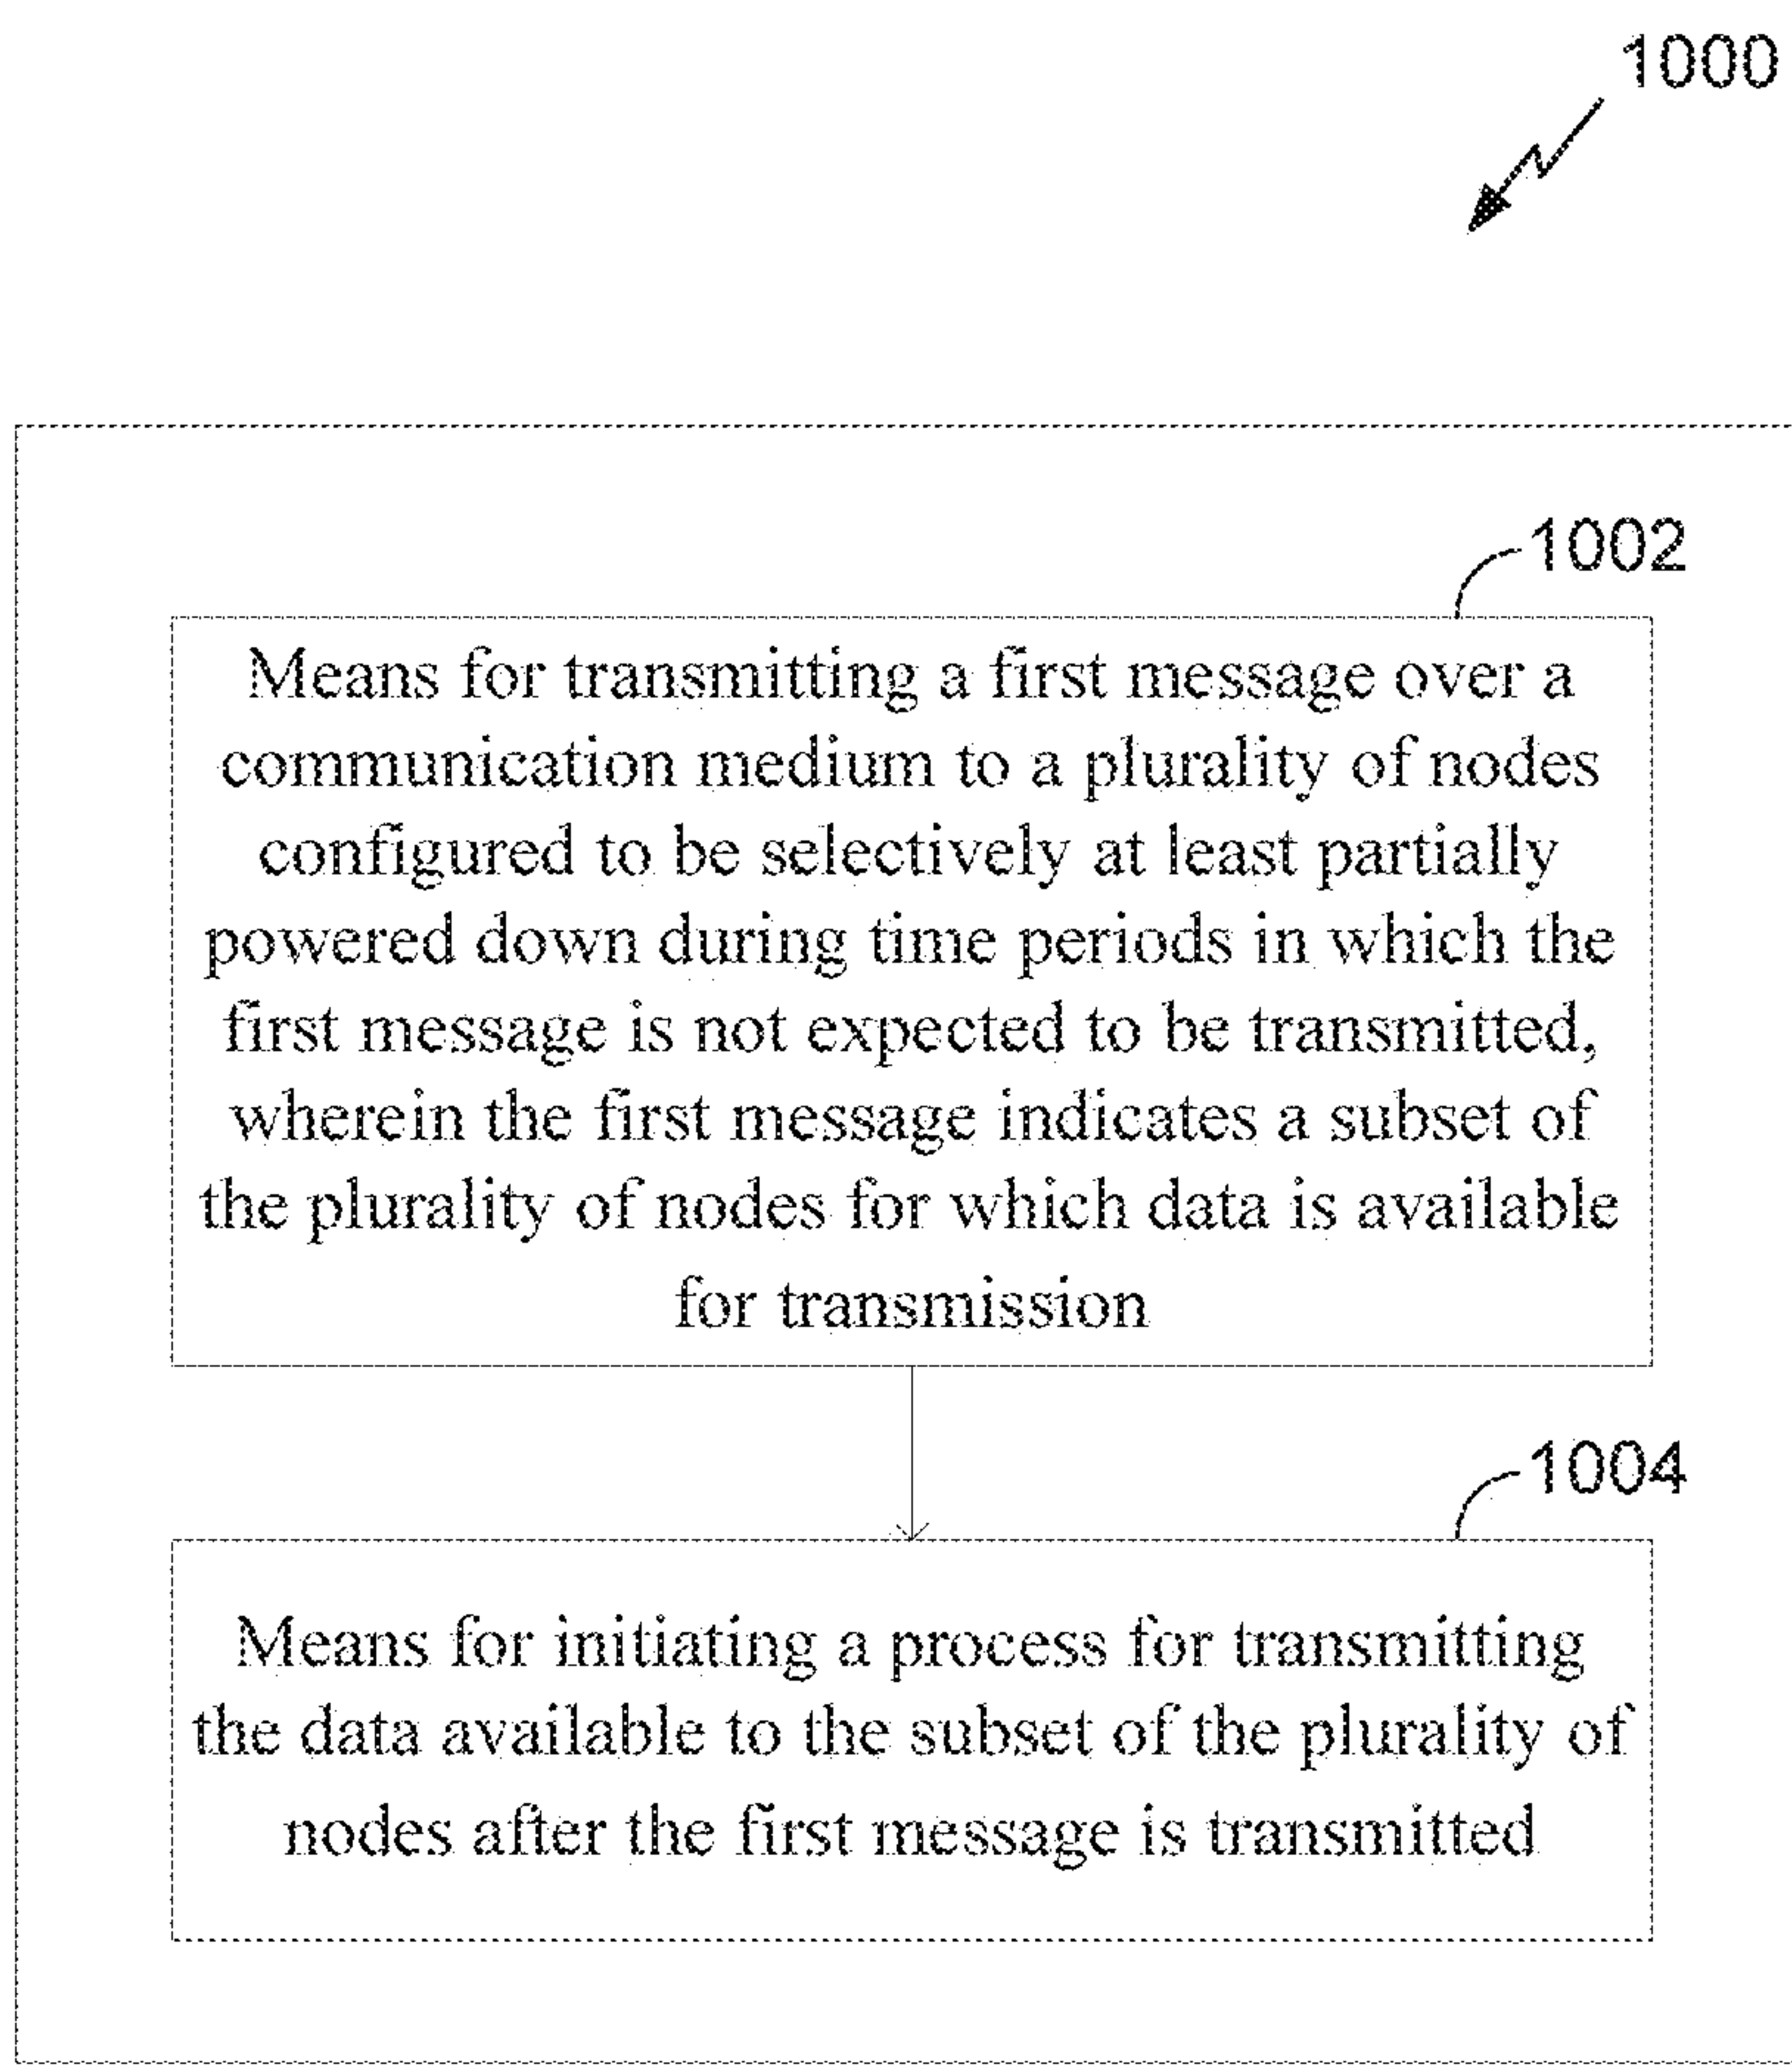 1000
1002
Means for transmitting a first message over a
communication medium to a plurality of nodes
configured to be selectively at least partially
powered down during time periods in which the
first message is not expected to be transmitted,
wherein the first message indicates a subset of
the plurality of nodes for which data is available
for transmission
1004
Means for initiating a process for transmitting
the data available to the subset of the plurality of
nodes after the first message is transmitted